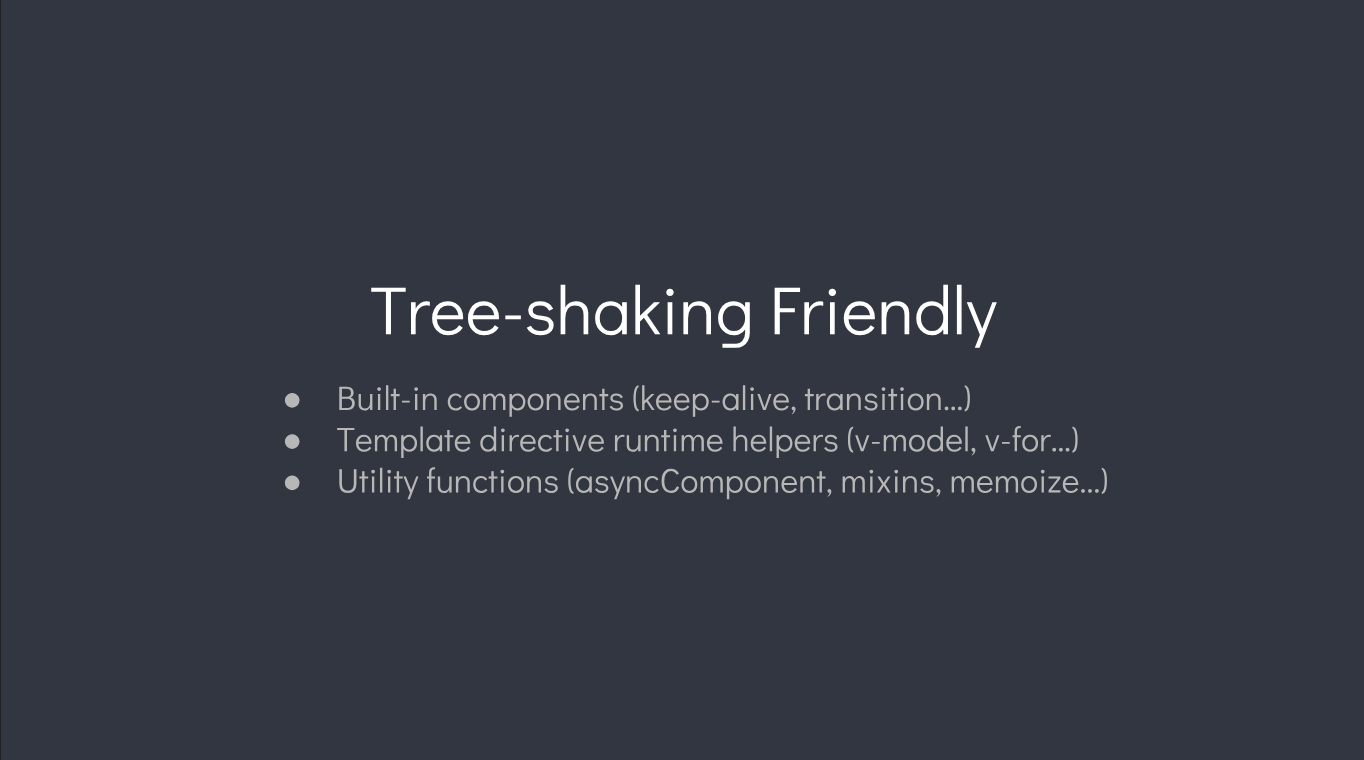 Tree-shaking Friendly
● Built-in components (keep-alive, transition...)
● Template directive runtime helpers (v-model, v-for...)
● Utility functions (asyncComponent, mixins, memoize...)